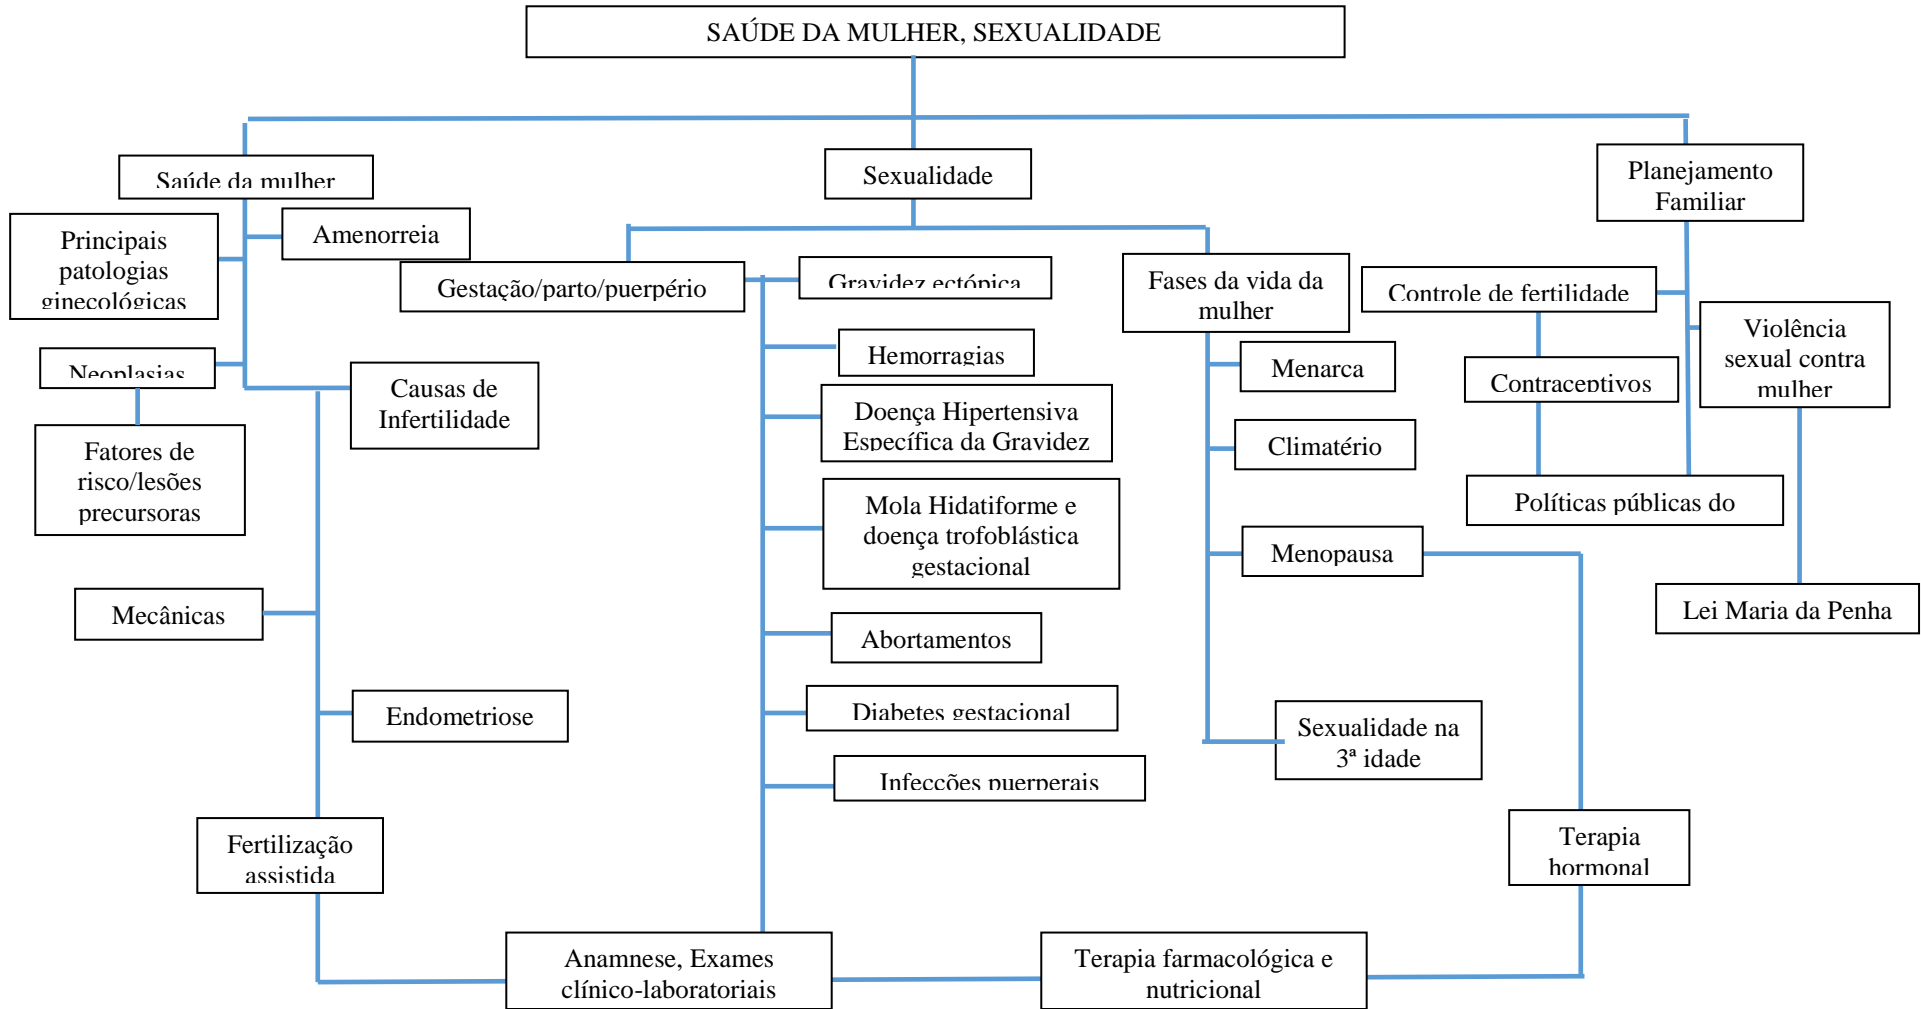 SAÚDE DA MULHER, SEXUALIDADE
Saúde da mulher
Sexualidade
Planejamento
Familiar
Principais
patologias
ginecológicas
Amenorreia
Gestação/parto/puerpério
Gravidez ectópica
Fases da vida da
mulher
Controle de fertilidade
Violência
sexual contra
mulher
Neoplasias
Causas de
Infertilidade
Hemorragias
Menarca
Contraceptivos
Fatores de
risco/lesões
precursoras
Doença Hipertensiva
Específica da Gravidez
Climatério
Mola Hidatiforme e
doença trofoblástica
gestacional
Políticas públicas do
Menopausa
Mecânicas
Abortamentos
Lei Maria da Penha
Endometriose
Diabetes gestacional
Sexualidade na
3ª idade
Infecções puerperais
Fertilização
assistida
Terapia
hormonal
Anamnese, Exames
clínico-laboratoriais
Terapia farmacológica e
nutricional